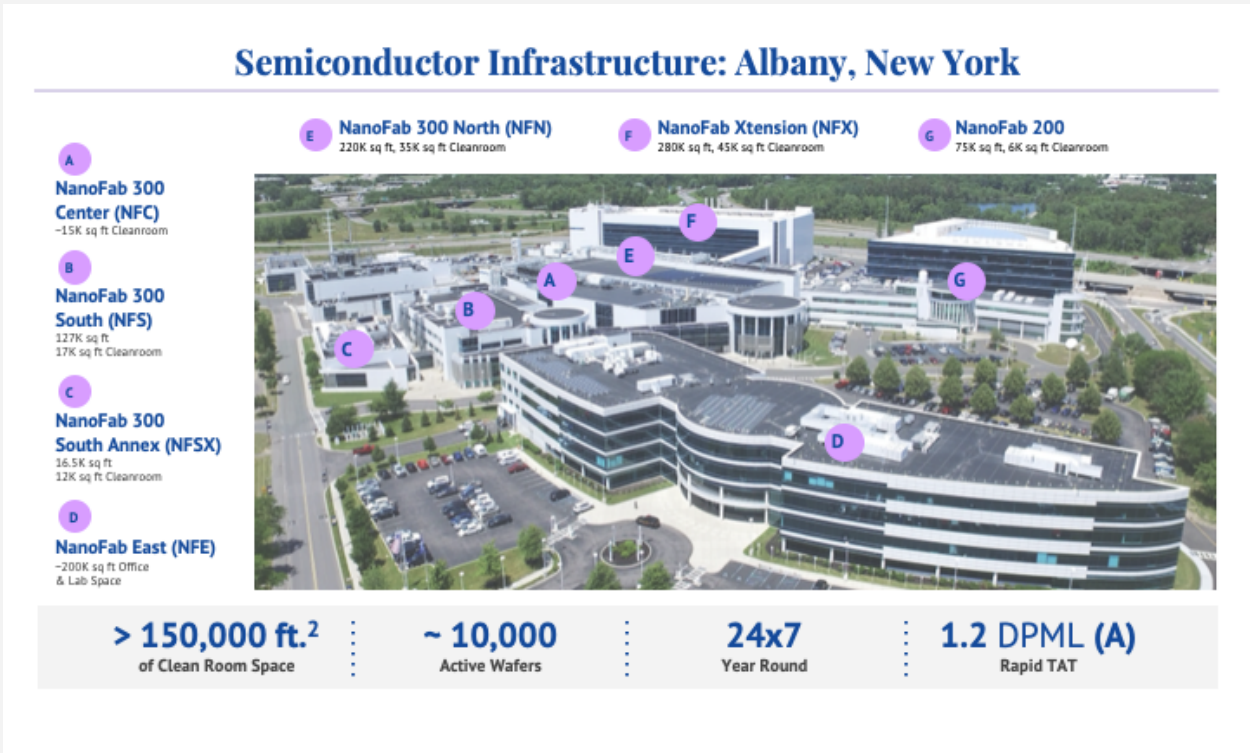 Semiconductor Infrastructure: Albany, New York
E
NanoFab 300 North (NFN)
220K sq ft, 35K sq ft Cleanroom
F
NanoFab Xtension (NFX)
280K sq ft, 45K sq ft Cleanroom
G
NanoFab 200
75K sq ft, 6K sq ft Cleanroom
A
NanoFab 300
Center (NFC)
~15K sq ft Cleanroom
B
NanoFab 300
South (NFS)
127K sq ft
17K sq ft Cleanroom
C
NanoFab 300
South Annex (NFSX)
16.5K sq ft
12K sq ft Cleanroom
D
NanoFab East (NFE)
~200K sq ft Office
& Lab Space
F
E
A
G
B
C
D
> 150,000 ft.²
of Clean Room Space
~ 10,000
Active Wafers
24x7
Year Round
1.2 DPML (A)
Rapid TAT